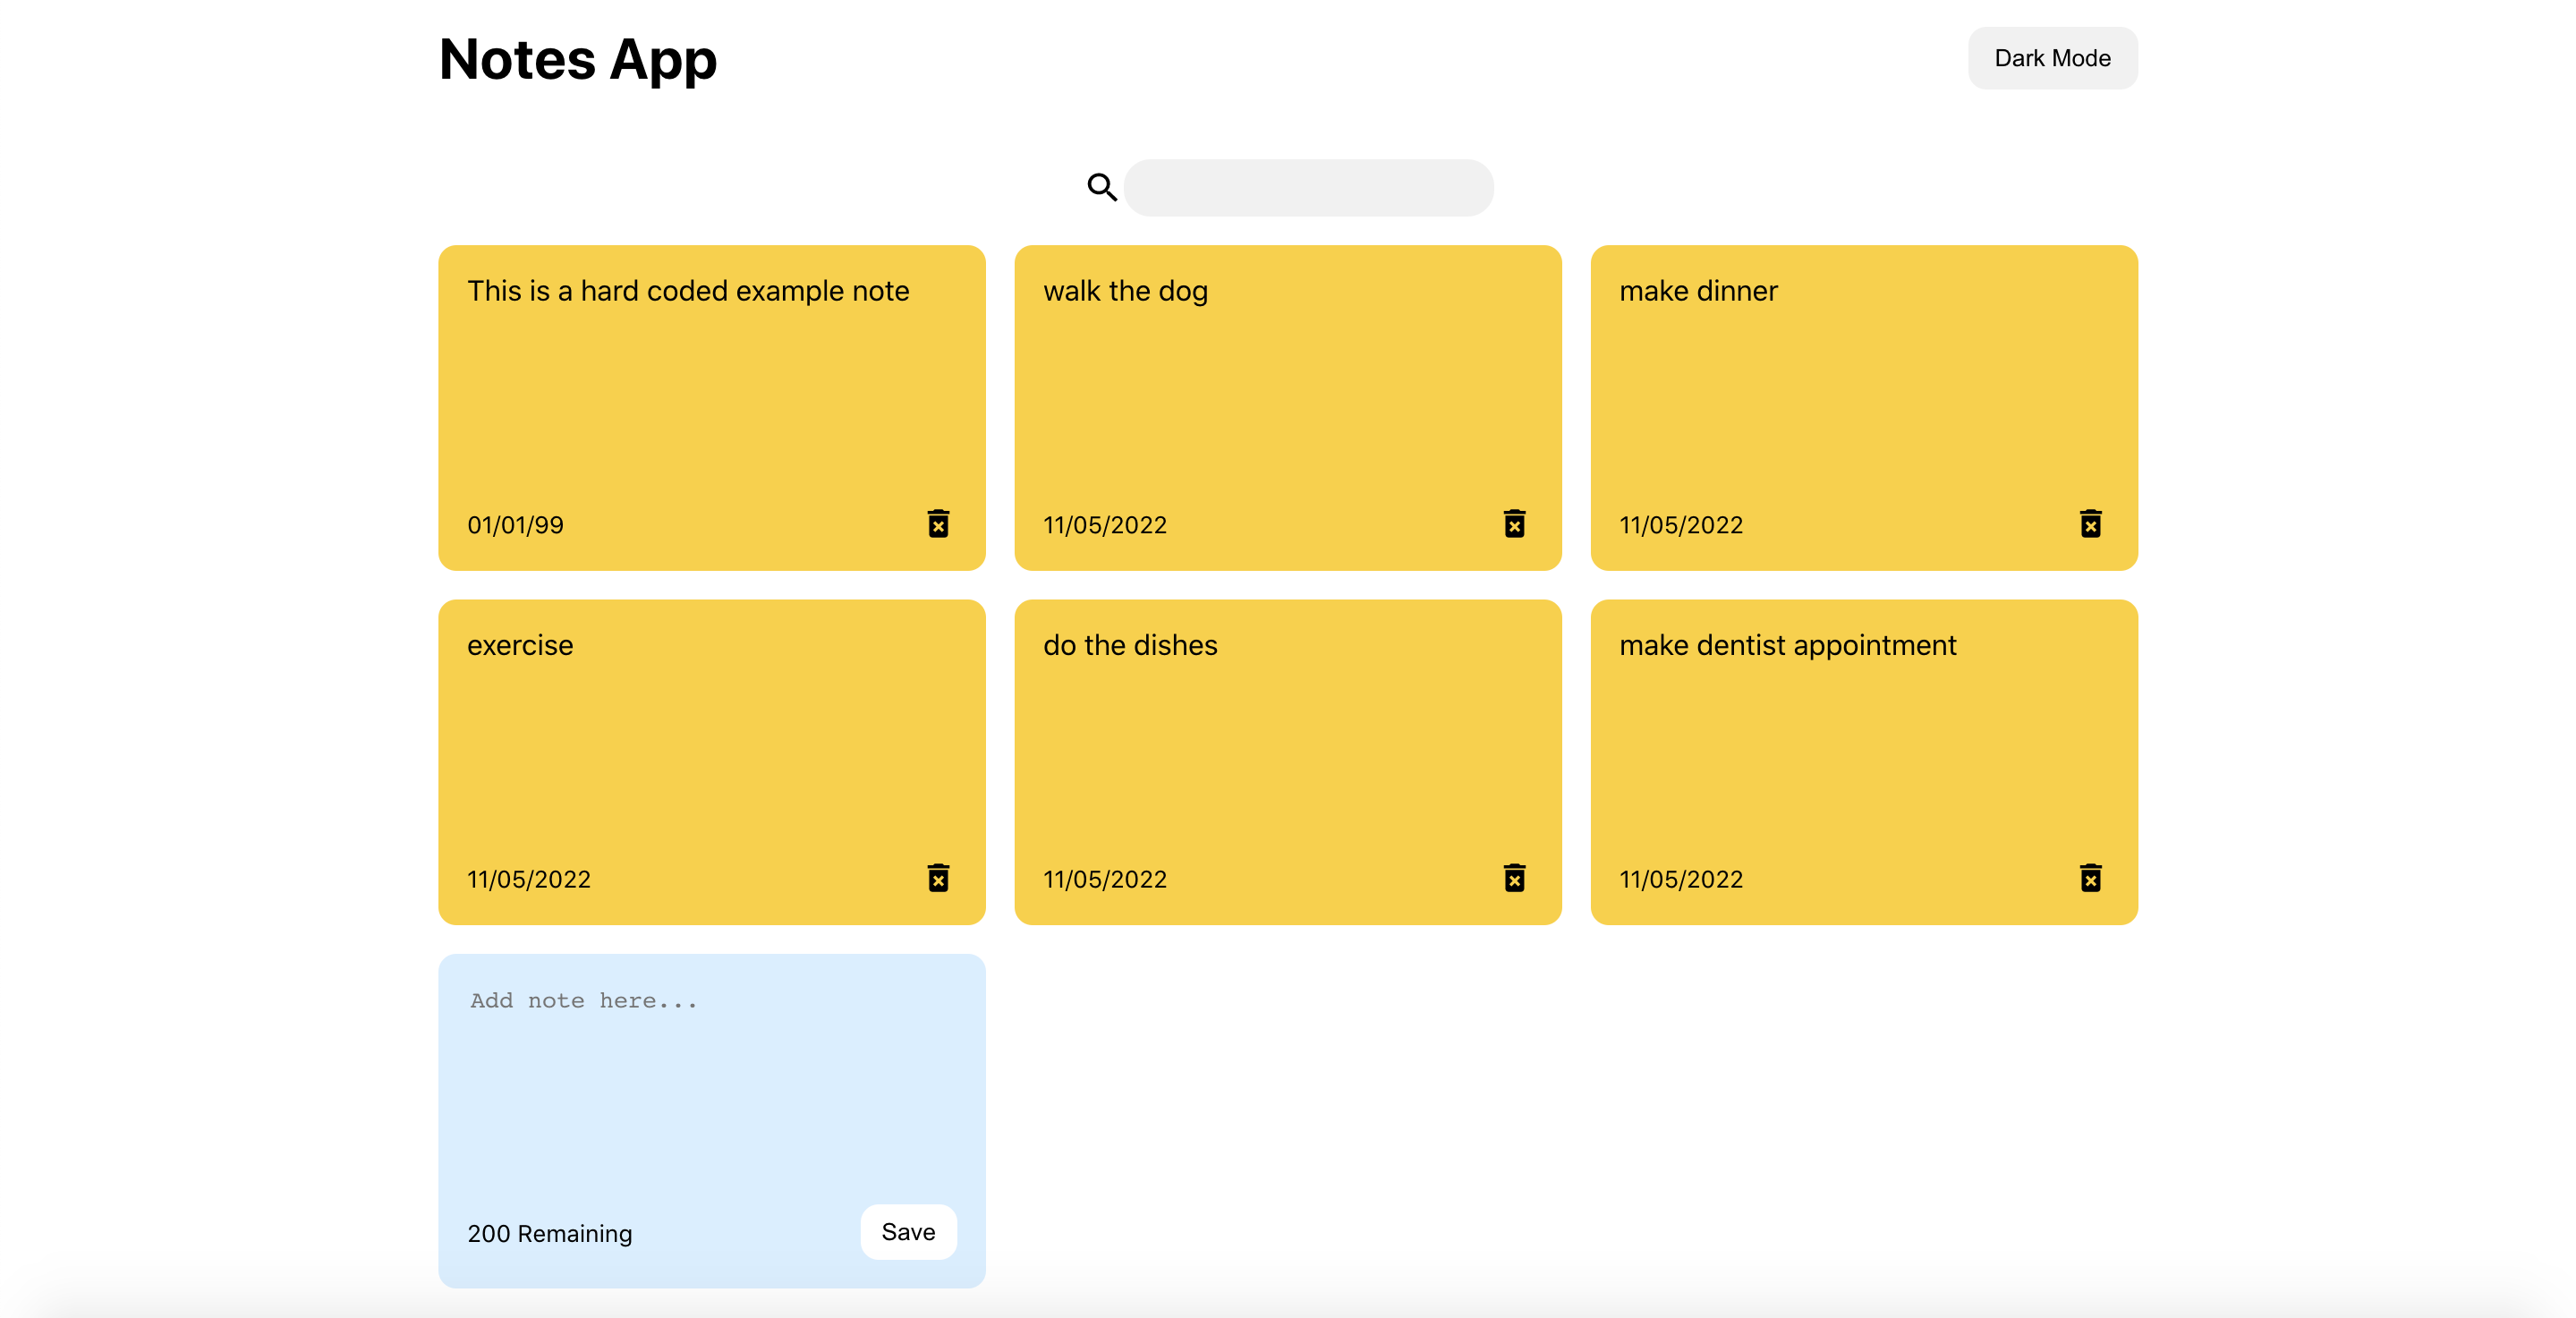 Notes App
Dark Mode
This is a hard coded example note
walk the dog
make dinner
01/01/99
11/05/2022
11/05/2022
exercise
do the dishes
make dentist appointment
11/05/2022
11/05/2022
11/05/2022
Add note here...
200 Remaining
Save